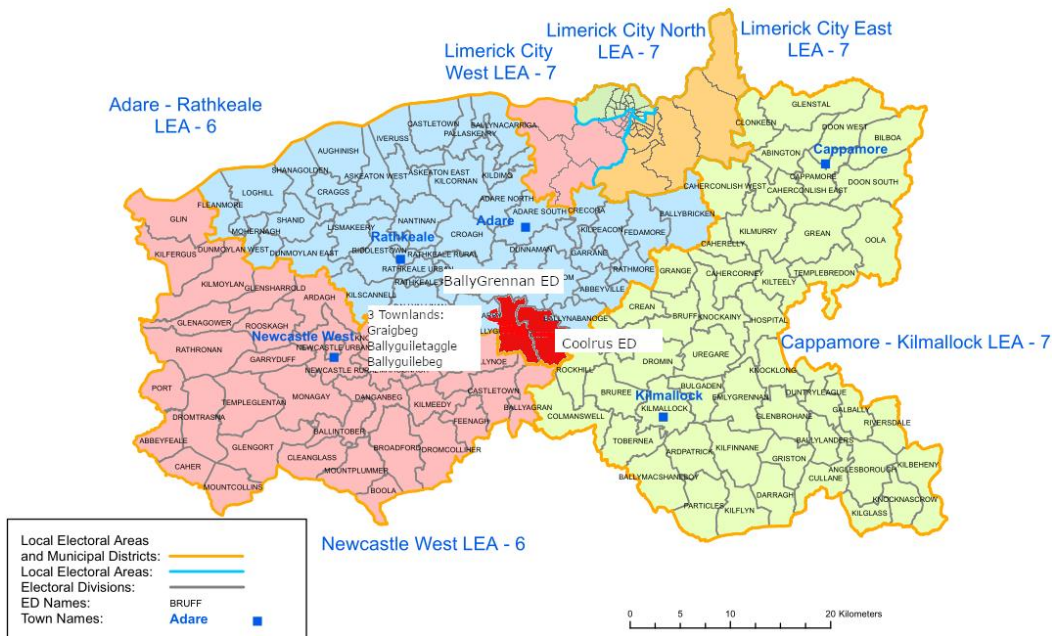 Limerick City North
LEA - 7
Limerick City East
LEA - 7
Limerick City
West LEA - 7
Adare - Rathkeale
LEA - 6
GLENSTAL
CLONKEEN
DOON WEST
BILBOA
ABINGTON
Cappamore
CAPPAMORE
CAHERCONLISH WEST
CAHERCONLISH EAST
DOON SOUTH
CASTLETOWN
BALLYNACARRIGA
IVERUSS
PALLASKENRY
AUGHINISH
SHANAGOLDEN
ASKEATON WEST
ASKEATON EAST
KILCORNAN
KILDIMO
LOGHILL
CRAGGS
FLEANMORE
ADARE NORTH
GLIN
SHANID
LISMAKEERY
NANTINAN
Adare
ADARE SOUTH
CRECORA
BALLYBRICKEN
MOHERNAGH
Rathkeale
CROAGH
KILPEACON
FEDAMORE
KILMURRY
GREAN
OOLA
KILFERGUS
DUNMOYLAN WEST
DUNMOYLAN EAST
RIDDLESTOWN
RATHKEALE RURAL
DUNNAMAN
GARRANE
CAHERELLY
RATHKEALE URBAN
RATHMORE
GRANGE
CAHERCORNEY
TEMPLEBREDON
KILTEELY
KILMOYLAN
GLENSHARROLD
ARDAGH
KILSCANNELL
BallyGrennan ED
ABBEYVILLE
CREAN
BRUFF
KNOCKAINY
HOSPITAL
3 Townlands:
Graigbeg
Ballyguiletaggle
Ballyguilebeg
BALLYNABANOGE
GLENAGOWER
ROOSKAGH
Newcastle West
NEWCASTLE URBAN
Coolrus ED
RATHRONAN
GARRYDUFF
NEWCASTLE RURAL
DROMIN
UREGARE
Cappamore - Kilmallock LEA - 7
ROCKHILL
KNOCKLONG
PORT
TEMPLEGLENTAN
MONAGAY
DANGANBEG
KILMEEDY
CASTLETOWN
BRUREE
BULGADEN
Kilmallock
EMLYGRENNAN
DUNTRYLEAGUE
GALBALLY
BALLYAGRAN
COLMANSWELL
KILMALLOCK
GLENBROHANE
RIVERSDALE
DROMTRASNA
FEENAGH
ABBEYFEALE
GLENGORT
BALLINTOBER
BROADFORD
DROMCOLLIHER
TOBERNEA
ARDPATRICK
KILFINNANE
BALLYLANDERS
CAHER
CLEANGLASS
MOUNTPLUMMER
GRISTON
ANGLESBOROUGH
KILBEHENY
MOUNTCOLLINS
BOOLA
BALLYMACSHANEBOY
CULLANE
DARRAGH
KNOCKNASCROW
PARTICLES
KILFLYN
KILGLASS
Newcastle West LEA - 6
Local Electoral Areas
and Municipal Districts:
Local Electoral Areas:
Electoral Divisions:
ED Names: BRUFF
Town Names: Adare
0 5 10 20 Kilometers